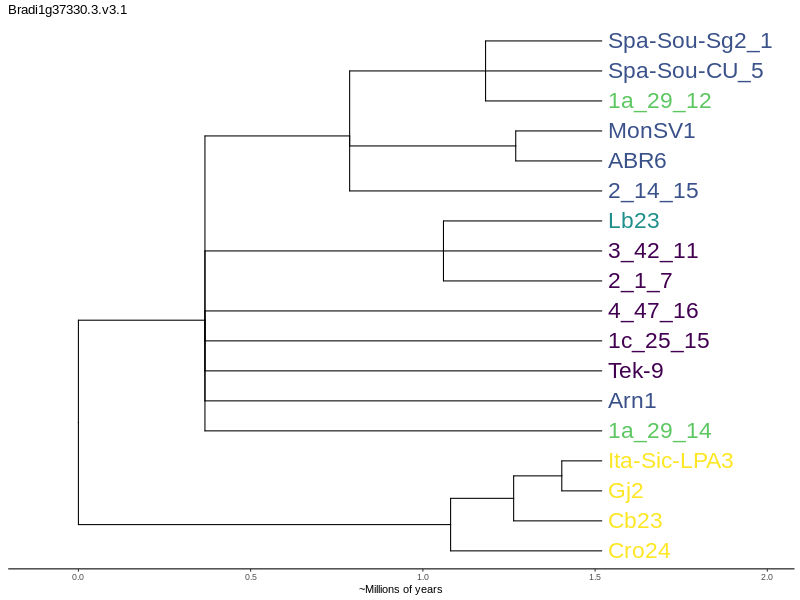 Bradi1g37330.3.v3.1
Spa-Sou-Sg2_1
Spa-Sou-CU_5
1a_29_12
MonSV1
ABR6
2_14_15
Lb23
3_42_11
2_1_7
4_47_16
1c_25_15
Tek-9
Arn1
1a_29_14
Ita-Sic-LPA3
Gj2
Cb23
Cro24
0.0 0.5 1.0 1.5 2.0
~Millions of years